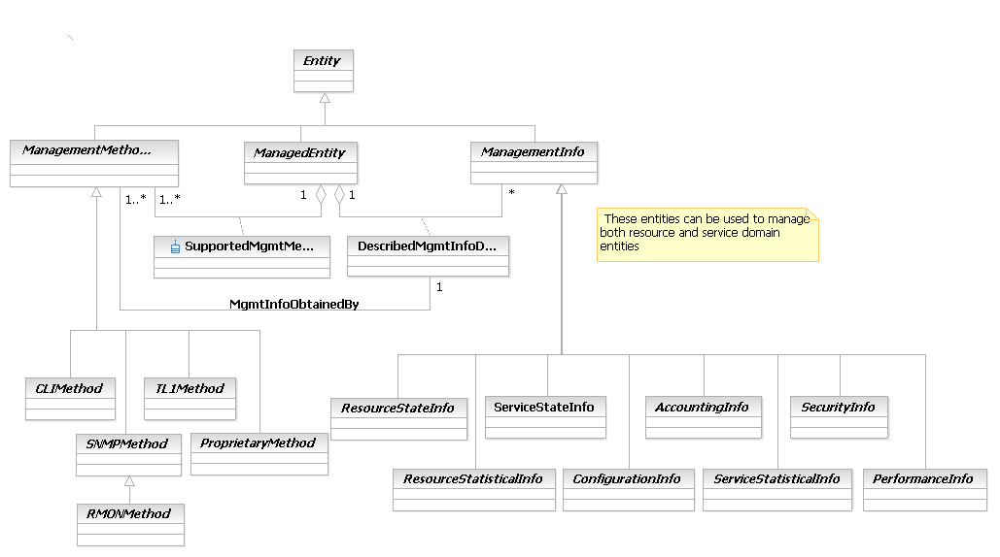 Entity
ManagementMetho...
ManagedEntity
ManagementInfo
1..*
1..*
1
1
*
These entities can be used to manage
both resource and service domain
entities
SupportedMgmtMe...
DescribedMgmtInfoD...
1
MgmtInfoObtainedBy
CLIMethod
TL1Method
ResourceStateInfo
ServiceStateInfo
AccountingInfo
SecurityInfo
SNMPMethod
ProprietaryMethod
ResourceStatisticalInfo
ConfigurationInfo
ServiceStatisticalInfo
PerformanceInfo
RMONMethod